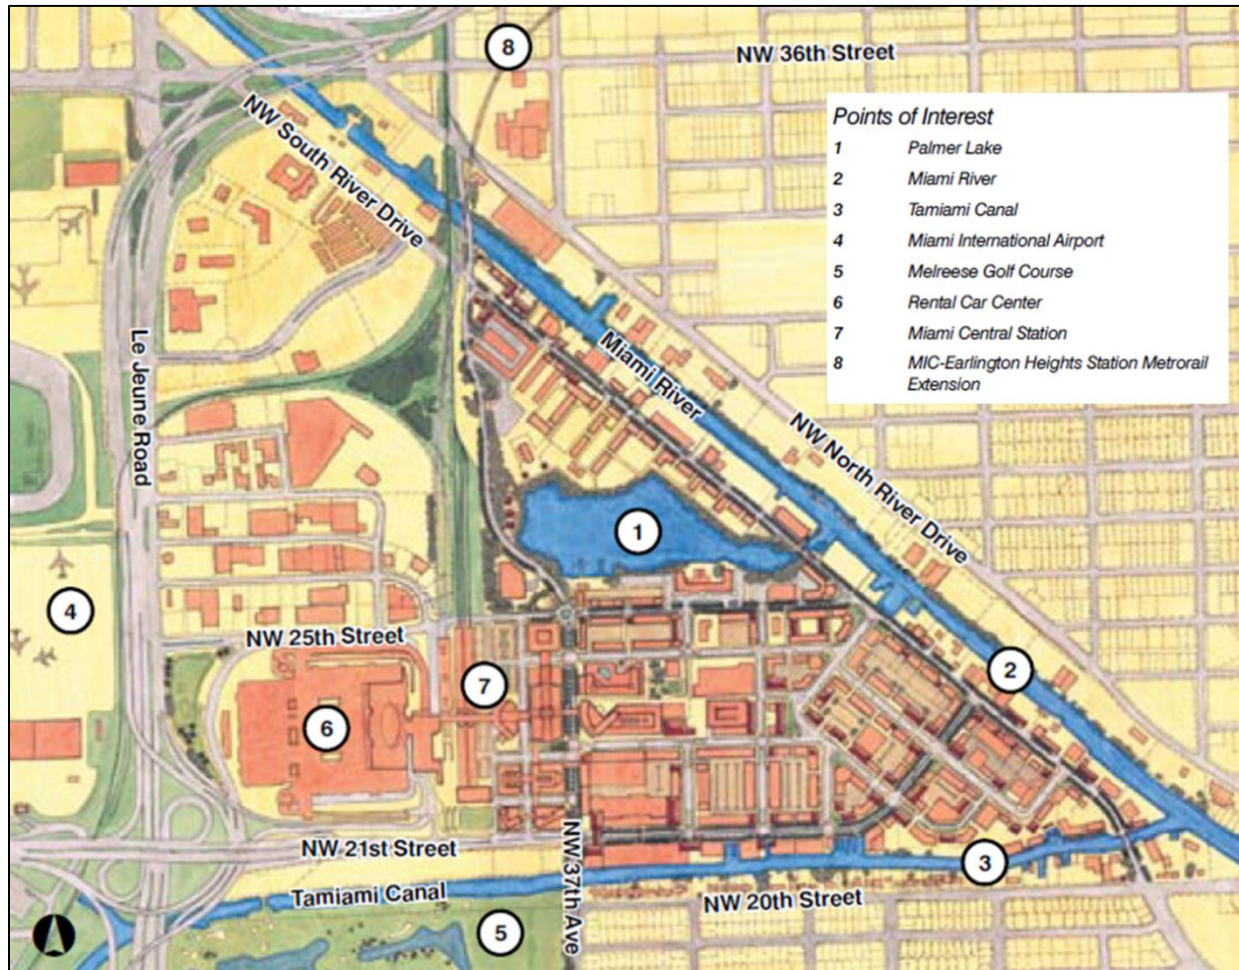 8
NW 36th Street
NW South River Drive
Points of Interest
1 Palmer Lake
2 Miami River
3 Tamiami Canal
4 Miami International Airport
5 Melreese Golf Course
6 Rental Car Center
7 Miami Central Station
8 MIC-Earlington Heights Station Metrorail
Extension
Le Jeune Road
Miami River
NW North River Drive
1
4
NW 25th Street
2
7
6
NW 21st Street
NW 37th Ave
3
Tamiami Canal
NW 20th Street
5